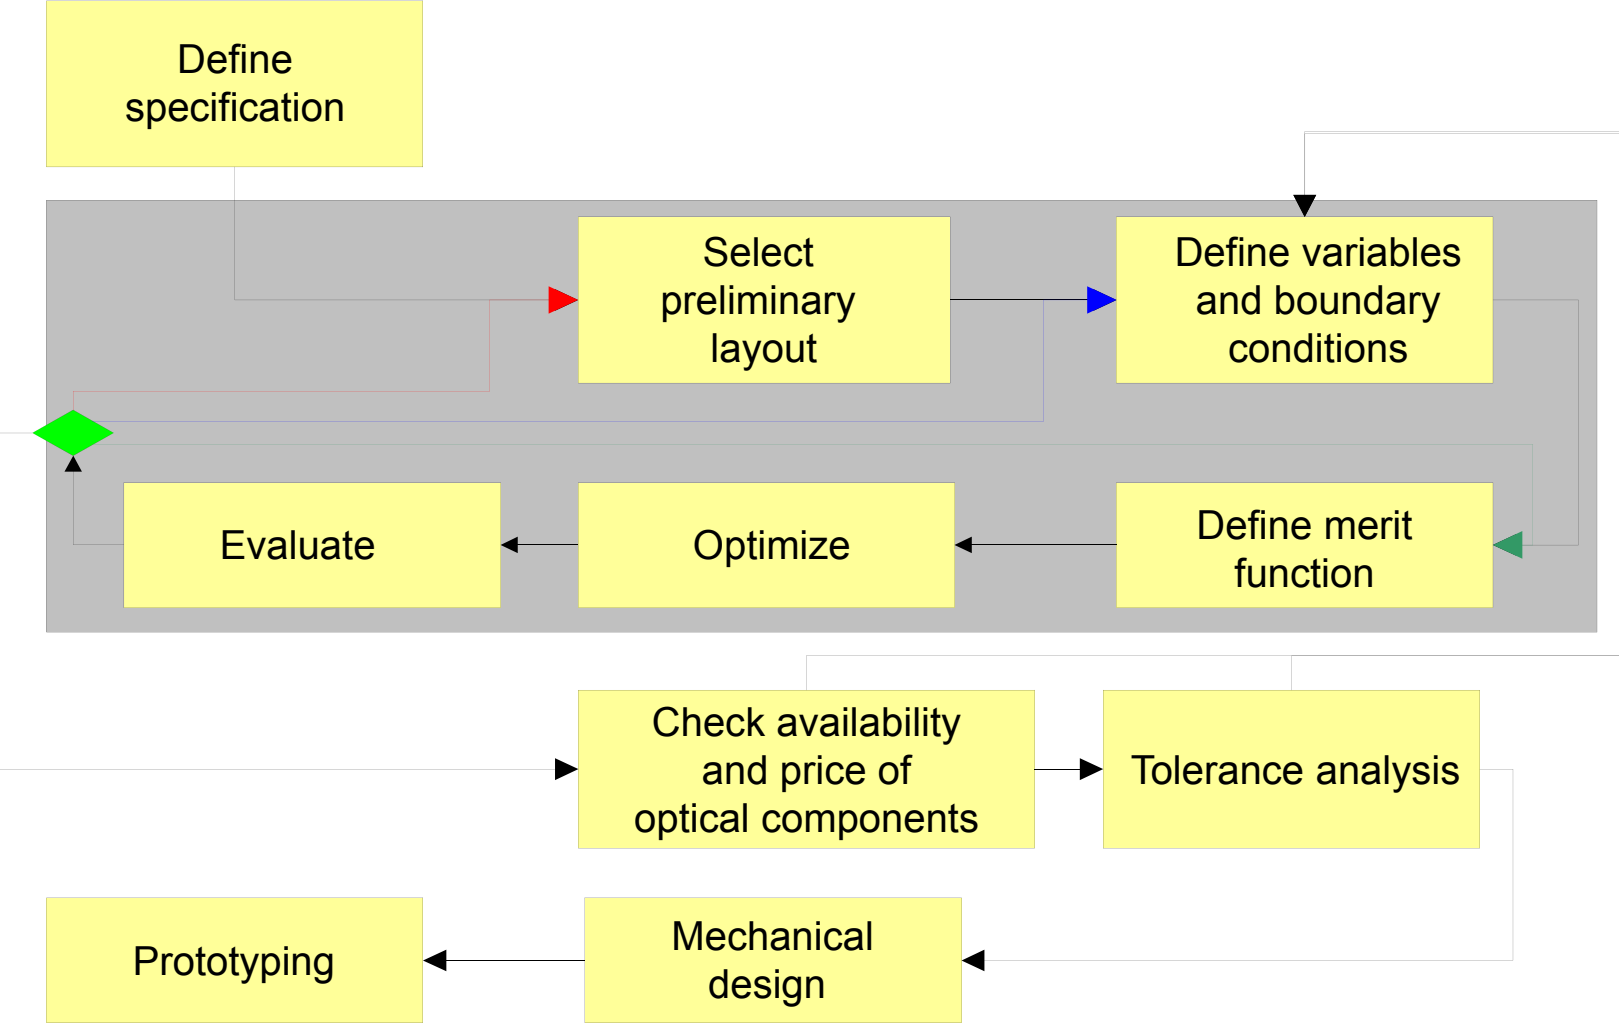 Define
specification
Select
preliminary
layout
Define variables
and boundary
conditions
Evaluate
Optimize
Define merit
function
Check availability
and price of
optical components
Tolerance analysis
Prototyping
Mechanical
design